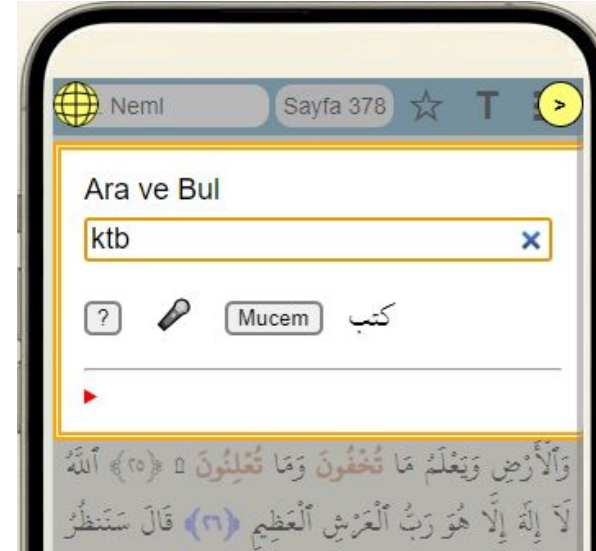 . Neml Sayfa 378 ☆ T >
Ara ve Bul
ktb ×
? Mucem كتب
وَٱلْأَرْضِ وَيَعْلَمُ مَا تُخْفُونَ وَمَا تُعْلِنُونَ ۩ ﴿٢٥﴾ ٱللَّهُ
لَآ إِلَٰهَ إِلَّا هُوَ رَبُّ ٱلْعَرْشِ ٱلْعَظِيمِ ﴿٢٦﴾ قَالَ سَنَنظُرُ